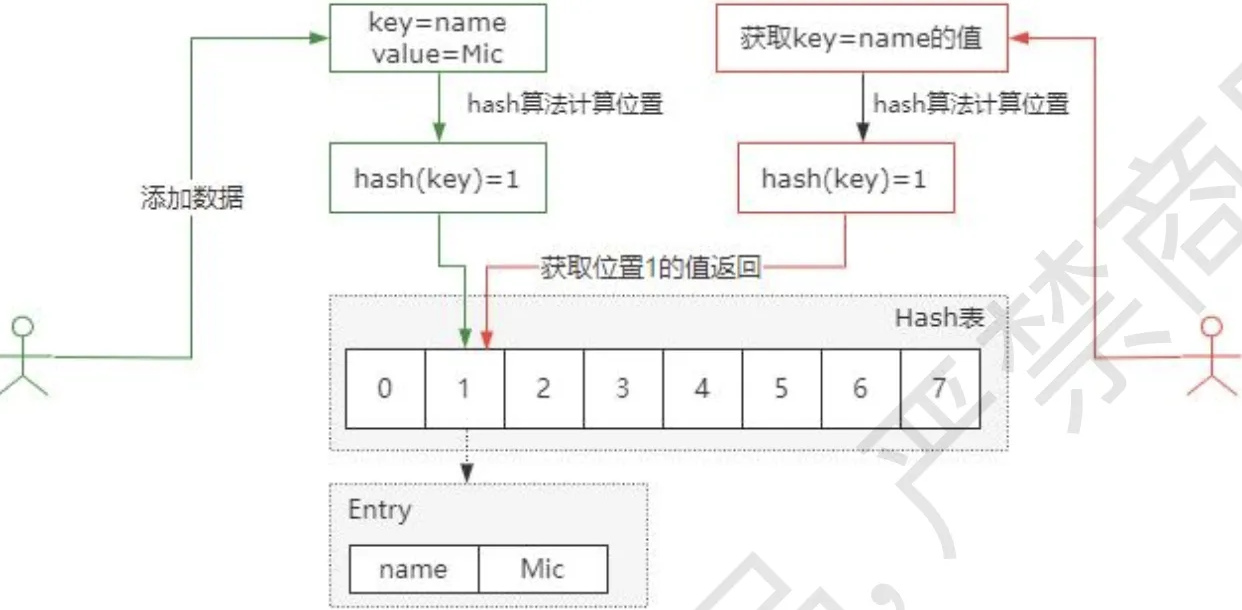 key=name
value=Mic
获取key=name的值
hash算法计算位置
hash算法计算位置
hash(key)=1
hash(key)=1
添加数据
获取位置1的值返回
Hash表
0 1 2 3 4 5 6 7
Entry
name Mic
严禁商